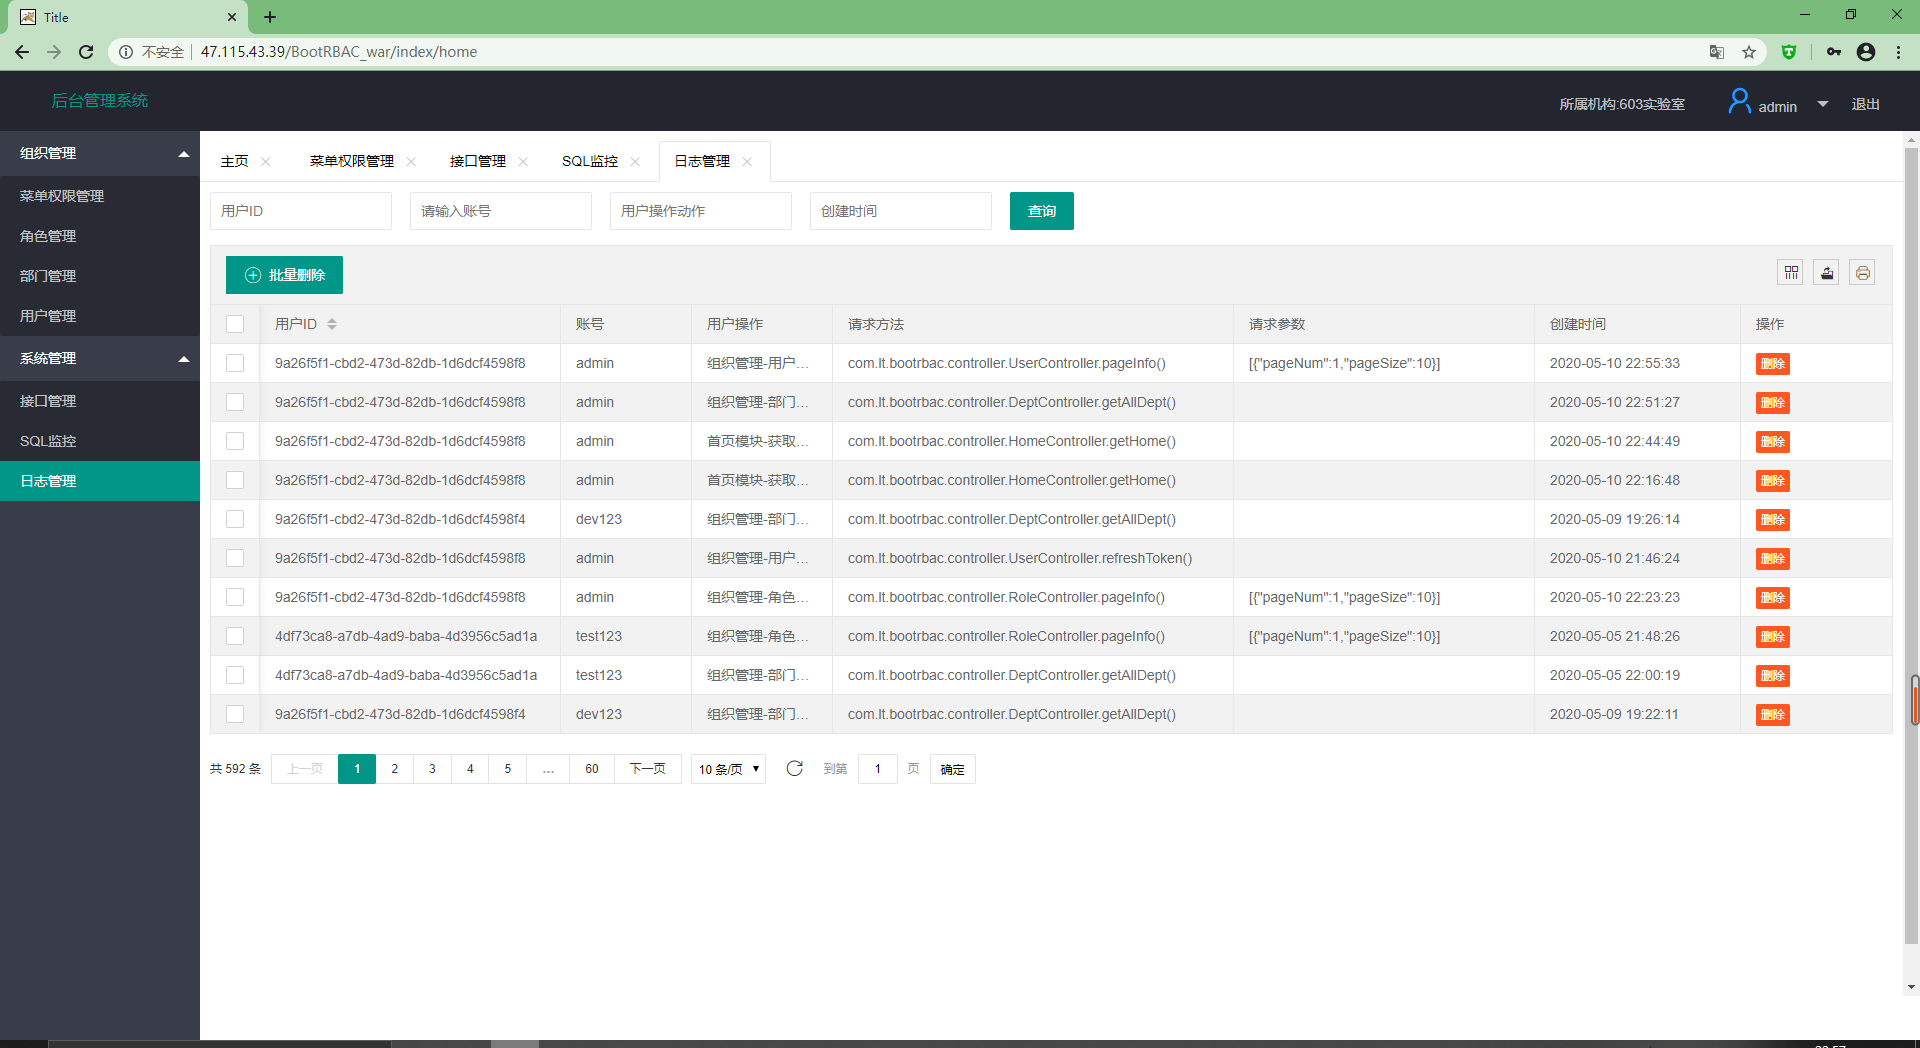 Title
不安全 47.115.43.39/BootRBAC_war/index/home
后台管理系统
所属机构:603实验室 admin 退出
组织管理
菜单权限管理
角色管理
部门管理
用户管理
系统管理
接口管理
SQL监控
日志管理
主页 菜单权限管理 接口管理 SQL监控 日志管理
用户ID 请输入账号 用户操作动作 创建时间 查询
批量删除
用户ID 账号 用户操作 请求方法 请求参数 创建时间 操作
9a26f5f1-cbd2-473d-82db-1d6dcf4598f8 admin 组织管理-用户... com.lt.bootrbac.controller.UserController.pageInfo() [{"pageNum":1,"pageSize":10}] 2020-05-10 22:55:33 删除
9a26f5f1-cbd2-473d-82db-1d6dcf4598f8 admin 组织管理-部门... com.lt.bootrbac.controller.DeptController.getAllDept() 2020-05-10 22:51:27 删除
9a26f5f1-cbd2-473d-82db-1d6dcf4598f8 admin 首页模块-获取... com.lt.bootrbac.controller.HomeController.getHome() 2020-05-10 22:44:49 删除
9a26f5f1-cbd2-473d-82db-1d6dcf4598f8 admin 首页模块-获取... com.lt.bootrbac.controller.HomeController.getHome() 2020-05-10 22:16:48 删除
9a26f5f1-cbd2-473d-82db-1d6dcf4598f4 dev123 组织管理-部门... com.lt.bootrbac.controller.DeptController.getAllDept() 2020-05-09 19:26:14 删除
9a26f5f1-cbd2-473d-82db-1d6dcf4598f8 admin 组织管理-用户... com.lt.bootrbac.controller.UserController.refreshToken() 2020-05-10 21:46:24 删除
9a26f5f1-cbd2-473d-82db-1d6dcf4598f8 admin 组织管理-角色... com.lt.bootrbac.controller.RoleController.pageInfo() [{"pageNum":1,"pageSize":10}] 2020-05-10 22:23:23 删除
4df73ca8-a7db-4ad9-baba-4d3956c5ad1a test123 组织管理-角色... com.lt.bootrbac.controller.RoleController.pageInfo() [{"pageNum":1,"pageSize":10}] 2020-05-05 21:48:26 删除
4df73ca8-a7db-4ad9-baba-4d3956c5ad1a test123 组织管理-部门... com.lt.bootrbac.controller.DeptController.getAllDept() 2020-05-05 22:00:19 删除
9a26f5f1-cbd2-473d-82db-1d6dcf4598f4 dev123 组织管理-部门... com.lt.bootrbac.controller.DeptController.getAllDept() 2020-05-09 19:22:11 删除
共 592 条 上一页 1 2 3 4 5 ... 60 下一页 10 条/页 到第 1 页 确定